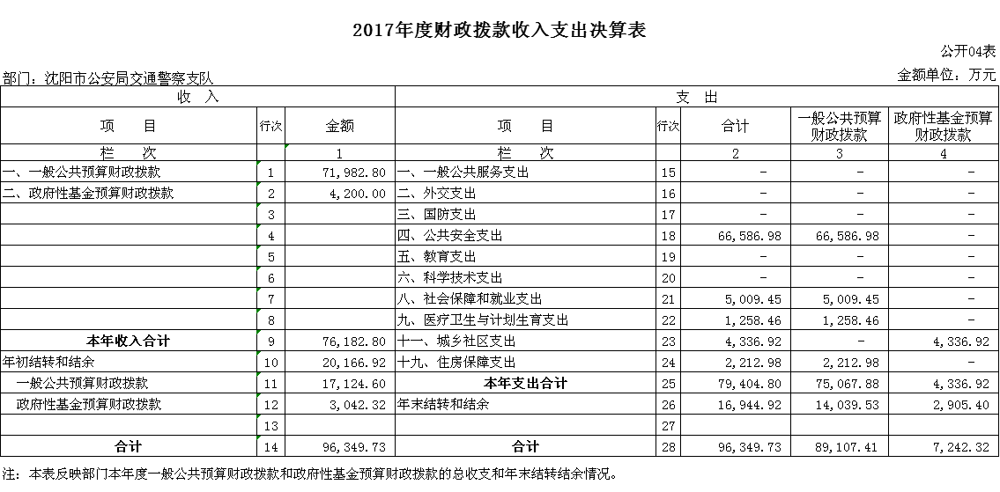 2017年度财政拨款收入支出决算表
公开04表
部门：沈阳市公安局交通警察支队 金额单位：万元
收 入 支 出
项 目 行次 金额 项 目 行次 合计 一般公共预算财政拨款 政府性基金预算财政拨款
栏 次 1 栏 次 2 3 4
一、一般公共预算财政拨款 1 71,982.80 一、一般公共服务支出 15 - - -
二、政府性基金预算财政拨款 2 4,200.00 二、外交支出 16 - - -
3 三、国防支出 17 - - -
4 四、公共安全支出 18 66,586.98 66,586.98 -
5 五、教育支出 19 - - -
6 六、科学技术支出 20 - - -
7 八、社会保障和就业支出 21 5,009.45 5,009.45 -
8 九、医疗卫生与计划生育支出 22 1,258.46 1,258.46 -
本年收入合计 9 76,182.80 十一、城乡社区支出 23 4,336.92 - 4,336.92
年初结转和结余 10 20,166.92 十九、住房保障支出 24 2,212.98 2,212.98 -
一般公共预算财政拨款 11 17,124.60 本年支出合计 25 79,404.80 75,067.88 4,336.92
政府性基金预算财政拨款 12 3,042.32 年末结转和结余 26 16,944.92 14,039.53 2,905.40
13 27
合计 14 96,349.73 合计 28 96,349.73 89,107.41 7,242.32
注：本表反映部门本年度一般公共预算财政拨款和政府性基金预算财政拨款的总收支和年末结转结余情况。